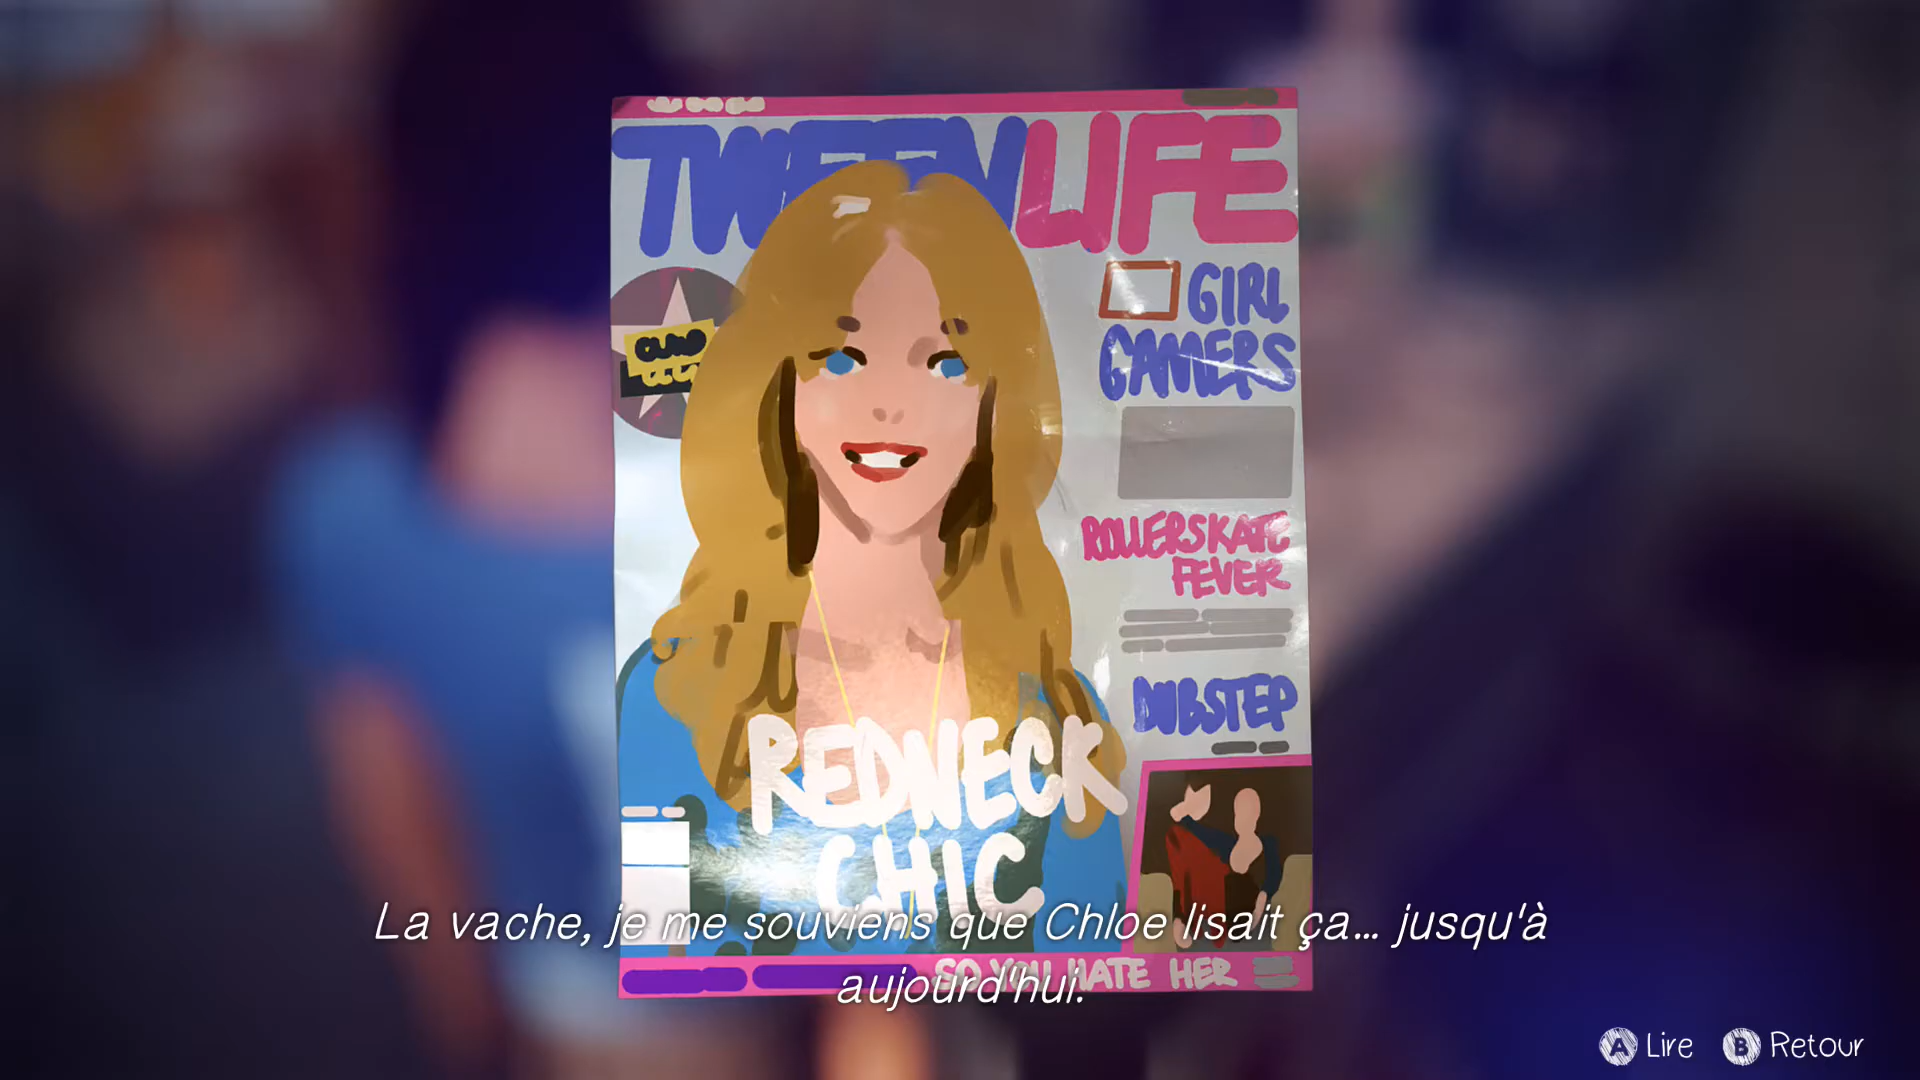 TWEENLIFE
GIRL
GAMERS
ROLLERSKATE
FEVER
DUBSTEP
REDNECK
CHIC
La vache, je me souviens que Chloe lisait ça... jusqu'à
aujourd'hui.
SO YOU HATE HER
A Lire B Retour